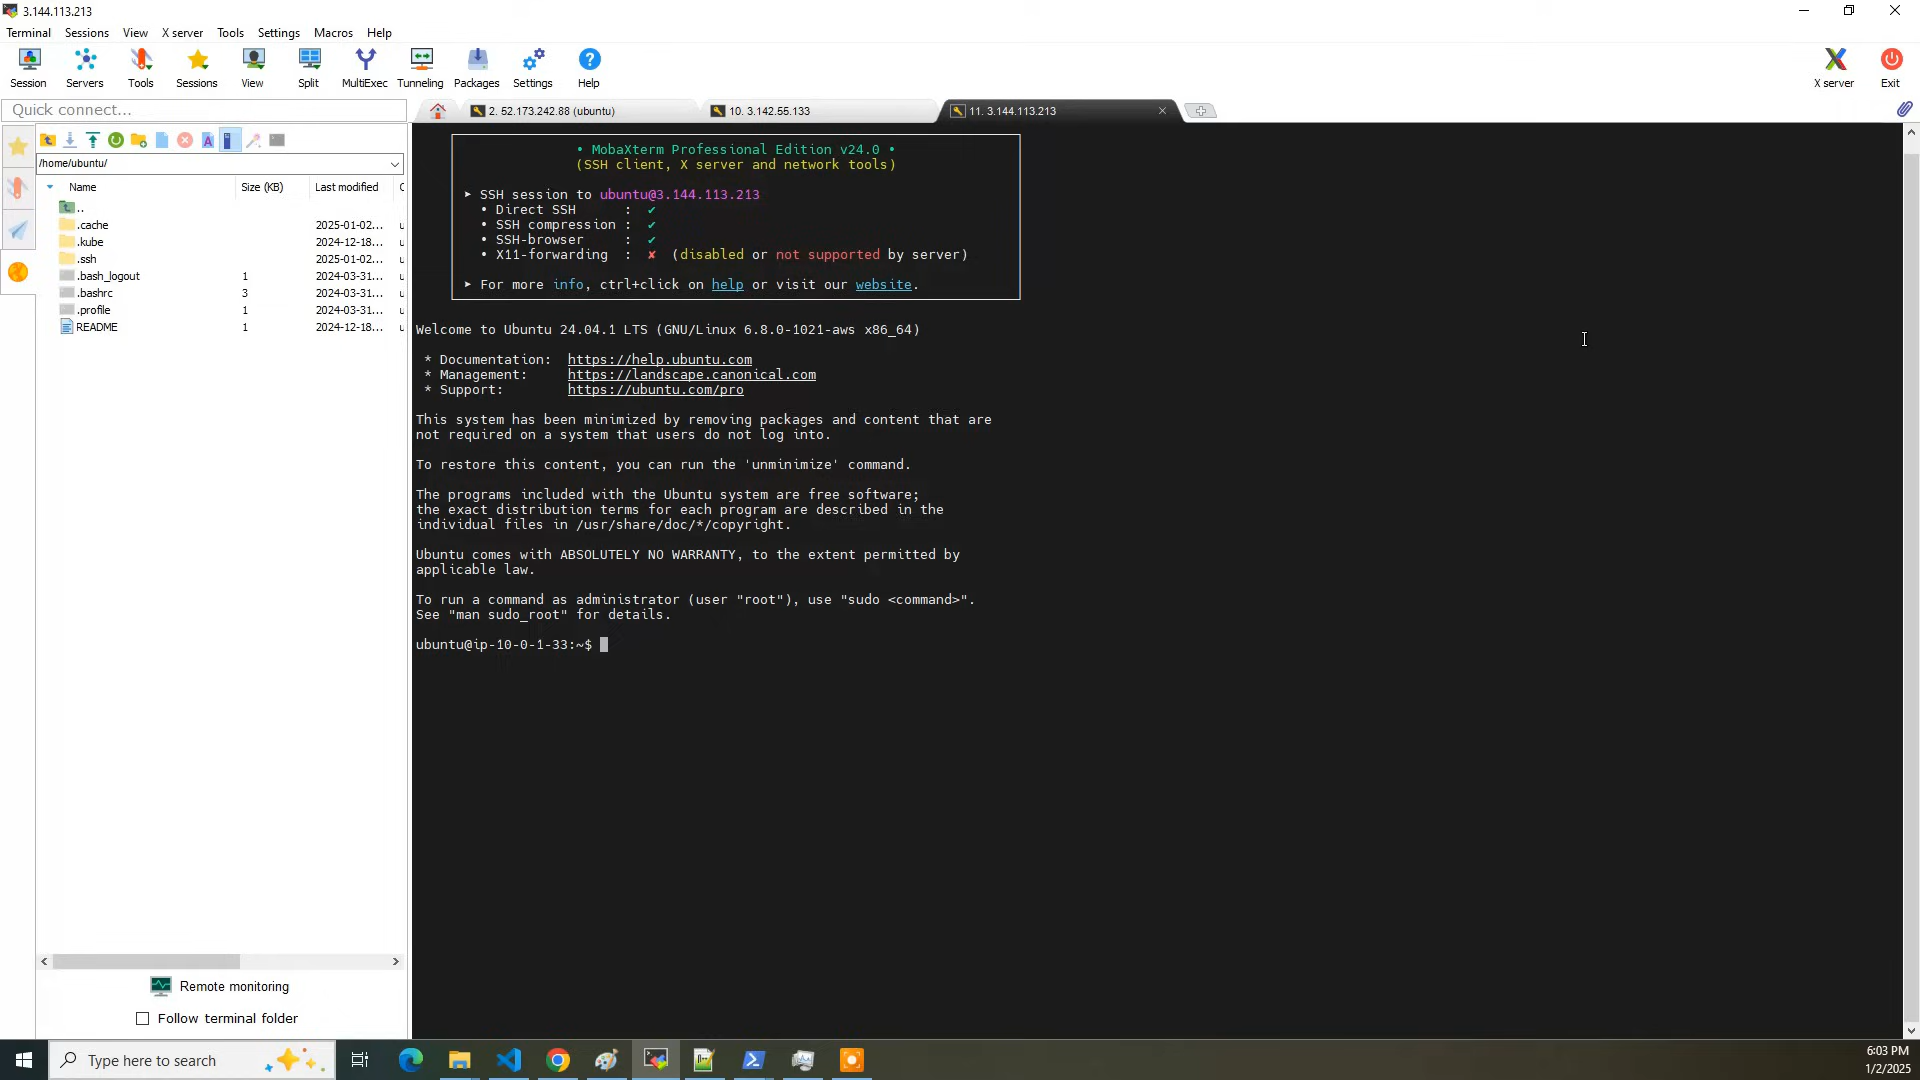 3.144.113.213
Terminal Sessions View X server Tools Settings Macros Help
Session Servers Tools Sessions View Split MultiExec Tunneling Packages Settings Help X server Exit
Quick connect...
2. 52.173.242.88 (ubuntu)
10. 3.142.55.133
11. 3.144.113.213
/home/ubuntu/
Name Size (KB) Last modified
..
.cache 2025-01-02...
.kube 2024-12-18...
.ssh 2025-01-02...
.bash_logout 1 2024-03-31...
.bashrc 3 2024-03-31...
.profile 1 2024-03-31...
README 1 2024-12-18...
Remote monitoring
Follow terminal folder
• MobaXterm Professional Edition v24.0 •
(SSH client, X server and network tools)
➤ SSH session to ubuntu@3.144.113.213
• Direct SSH : ✔
• SSH compression : ✔
• SSH-browser : ✔
• X11-forwarding : ✘ (disabled or not supported by server)
➤ For more info, ctrl+click on help or visit our website.
Welcome to Ubuntu 24.04.1 LTS (GNU/Linux 6.8.0-1021-aws x86_64)
* Documentation: https://help.ubuntu.com
* Management: https://landscape.canonical.com
* Support: https://ubuntu.com/pro
This system has been minimized by removing packages and content that are
not required on a system that users do not log into.
To restore this content, you can run the 'unminimize' command.
The programs included with the Ubuntu system are free software;
the exact distribution terms for each program are described in the
individual files in /usr/share/doc/*/copyright.
Ubuntu comes with ABSOLUTELY NO WARRANTY, to the extent permitted by
applicable law.
To run a command as administrator (user "root"), use "sudo <command>".
See "man sudo_root" for details.
ubuntu@ip-10-0-1-33:~$
Type here to search
6:03 PM
1/2/2025